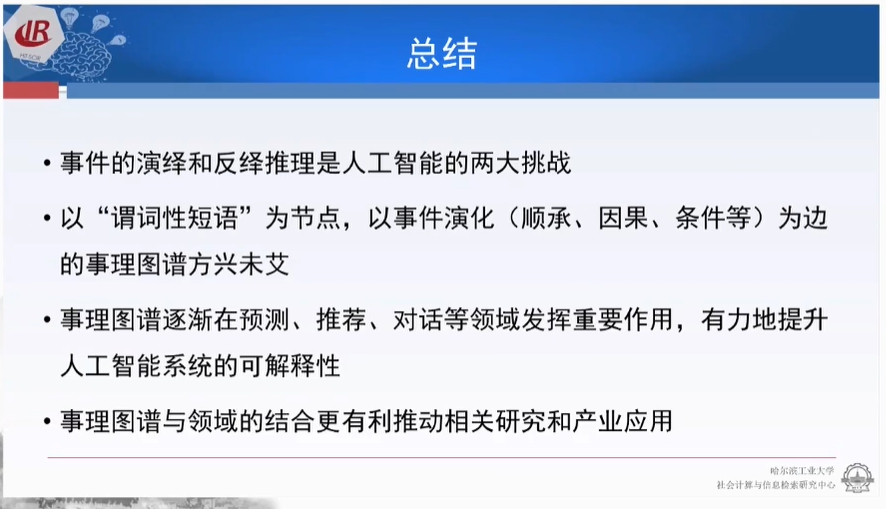 IR
HIT·SCIR
总结
• 事件的演绎和反绎推理是人工智能的两大挑战
• 以“谓词性短语”为节点，以事件演化（顺承、因果、条件等）为边
的事理图谱方兴未艾
• 事理图谱逐渐在预测、推荐、对话等领域发挥重要作用，有力地提升
人工智能系统的可解释性
• 事理图谱与领域的结合更有利推动相关研究和产业应用
哈尔滨工业大学
社会计算与信息检索研究中心